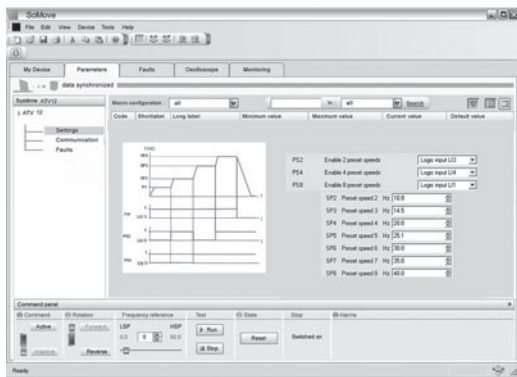 SoMove
File Edit View Device Tools Help
My Device Parameters Faults Oscilloscope Monitoring
data synchronized
Système ATV12
ATV 12
Settings
Communication
Faults
Macro configuration : all In : all Search
Code Shortlabel Long label Minimum value Maximum value Current value Default value
PS2 Enable 2 preset speeds Logic input LI3
PS4 Enable 4 preset speeds Logic input LI4
PS8 Enable 8 preset speeds Logic input LI1
SP2 Preset speed 2 Hz 10.0
SP3 Preset speed 3 Hz 14.5
SP4 Preset speed 4 Hz 20.0
SP5 Preset speed 5 Hz 25.1
SP6 Preset speed 6 Hz 30.0
SP7 Preset speed 7 Hz 35.0
SP8 Preset speed 8 Hz 40.0
Command panel
Command Rotation Frequency reference Test State Stop Alarms
Active Forward LSP HSP Run
0.0 0 Reset Switched on
Inactive Reverse Stop
Ready